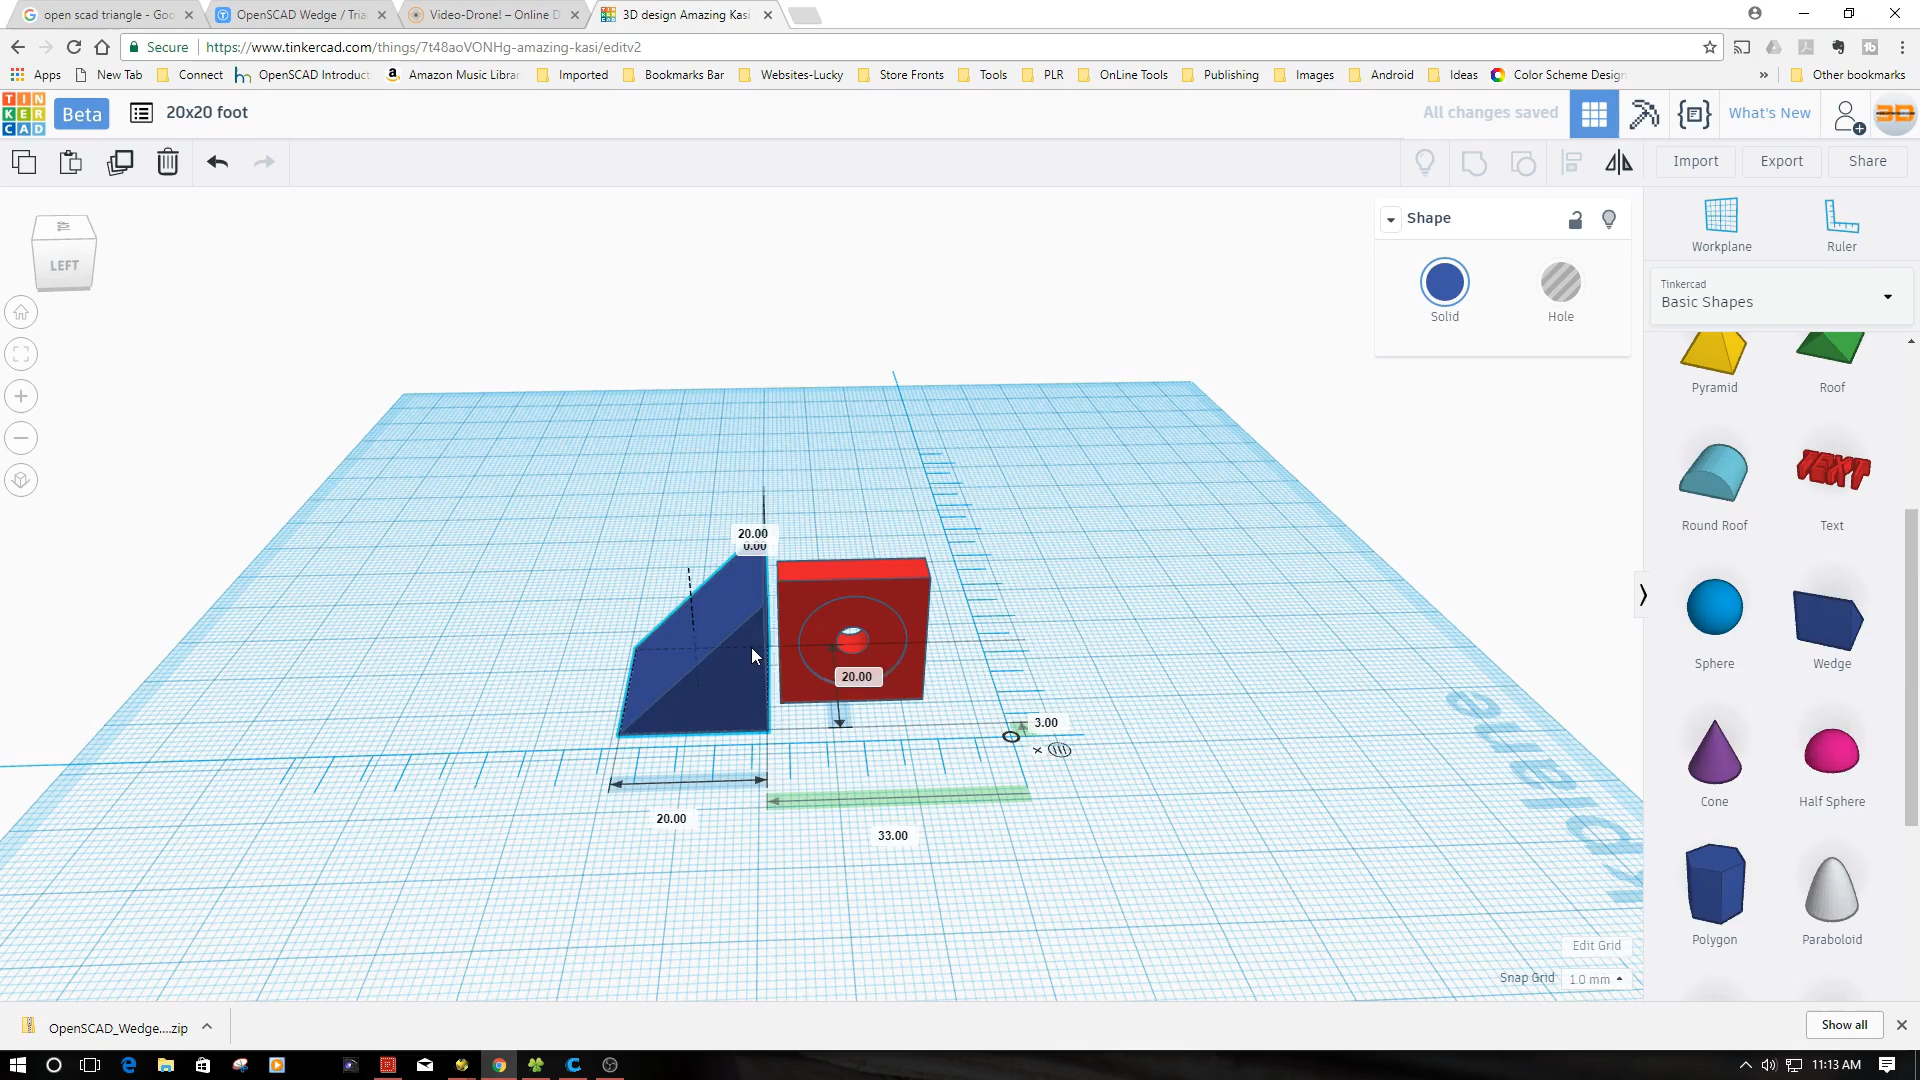 open scad triangle - Goo
OpenSCAD Wedge / Tria
Video-Drone! – Online D
3D design Amazing Kasi
Secure
https://www.tinkercad.com/things/7t48aoVONHg-amazing-kasi/editv2
Apps
New Tab
Connect
OpenSCAD Introduct
Amazon Music Librar
Imported
Bookmarks Bar
Websites-Lucky
Store Fronts
Tools
PLR
OnLine Tools
Publishing
Images
Android
Ideas
Color Scheme Design
»
Other bookmarks
TIN
KER
CAD
Beta
20x20 foot
All changes saved
What's New
3D
Import
Export
Share
LEFT
Shape
Solid
Hole
Workplane
Ruler
Tinkercad
Basic Shapes
Pyramid
Roof
Round Roof
TEXT
Text
Sphere
Wedge
Cone
Half Sphere
Polygon
Paraboloid
20.00
0.00
20.00
3.00
20.00
33.00
Workplane
Edit Grid
Snap Grid
1.0 mm
OpenSCAD_Wedge....zip
Show all
11:13 AM